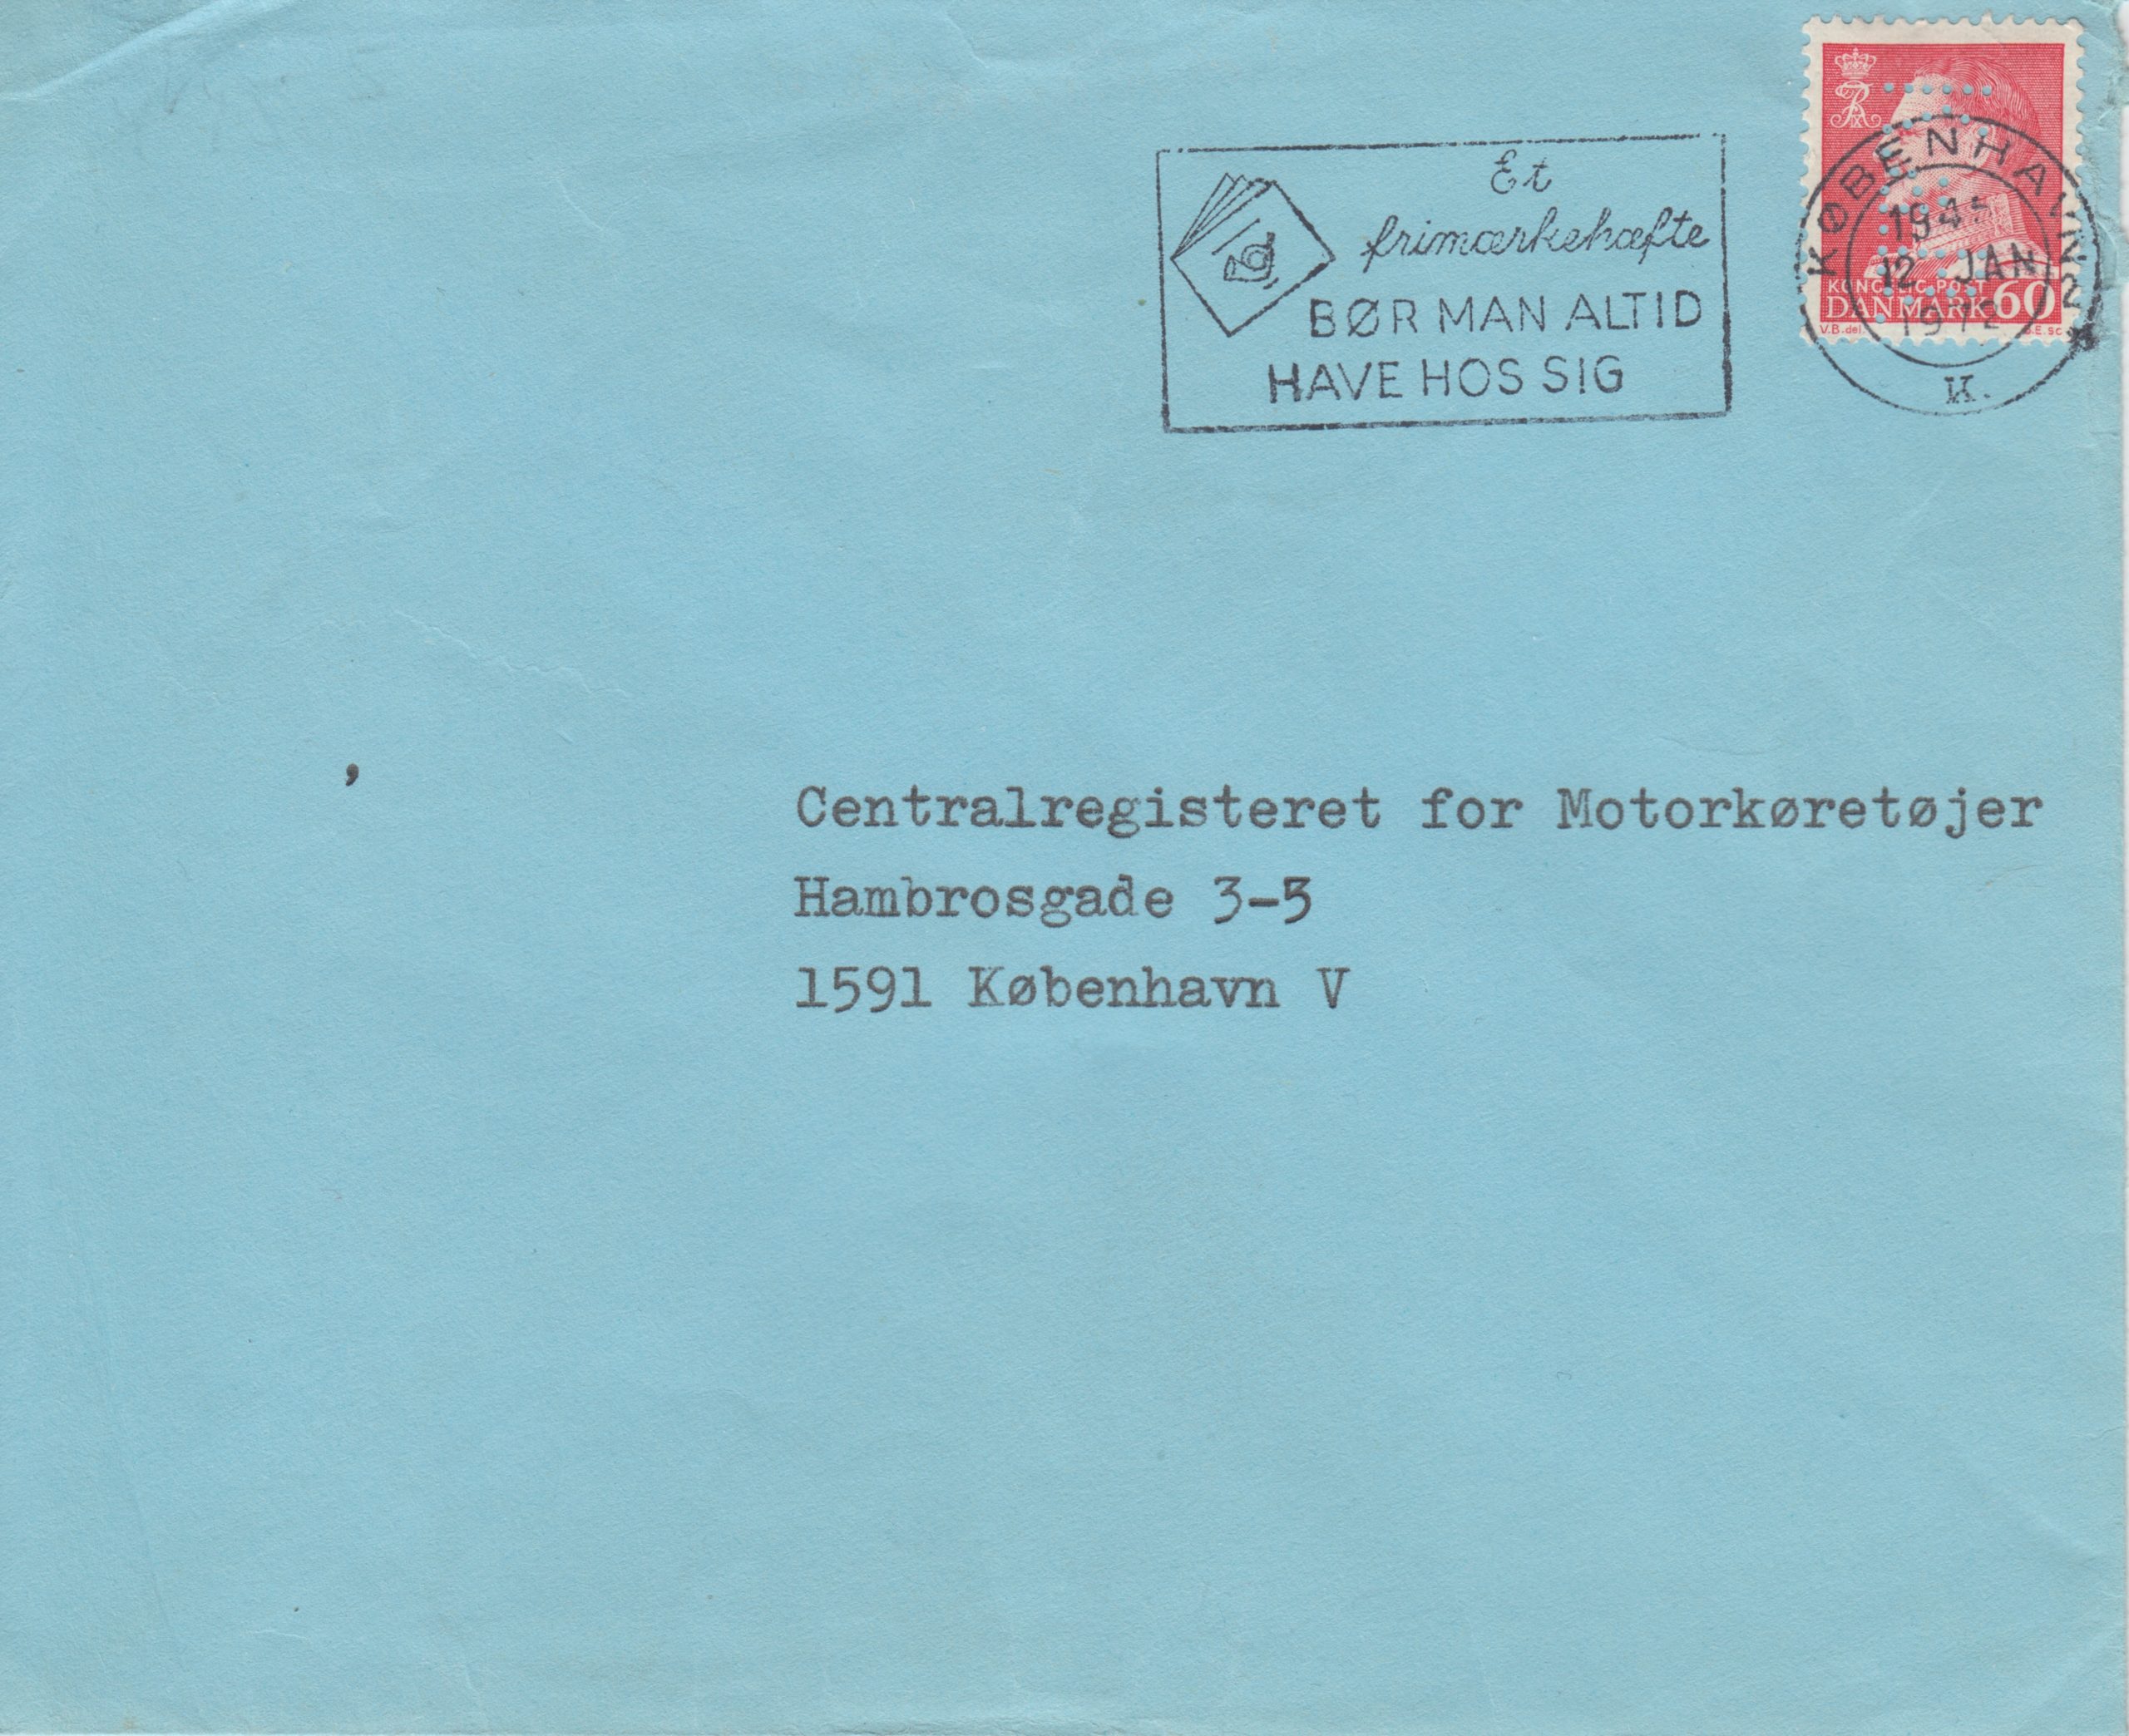 Et
frimærkehæfte
BØR MAN ALTID
HAVE HOS SIG
KØBENHAVN
12 JAN
1972
K.
KONGELIG POST
DANMARK 60
V.B. del.
Centralregisteret for Motorkøretøjer
Hambrosgade 3-5
1591 København V